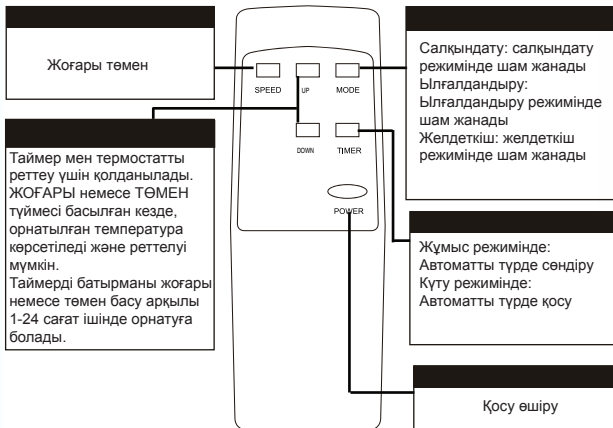 Жоғары төмен
SPEED
UP
MODE
DOWN
TIMER
POWER
Таймер мен термостатты
реттеу үшін қолданылады.
ЖОҒАРЫ немесе ТӨМЕН
түймесі басылған кезде,
орнатылған температура
көрсетіледі және реттелуі
мүмкін.
Таймерді батырманы жоғары
немесе төмен басу арқылы
1-24 сағат ішінде орнатуға
болады.
Салқындату: салқындату
режимінде шам жанады
Ылғалдандыру:
Ылғалдандыру режимінде
шам жанады
Желдеткіш: желдеткіш
режимінде шам жанады
Жұмыс режимінде:
Автоматты түрде сөндіру
Күту режимінде:
Автоматты түрде қосу
Қосу өшіру